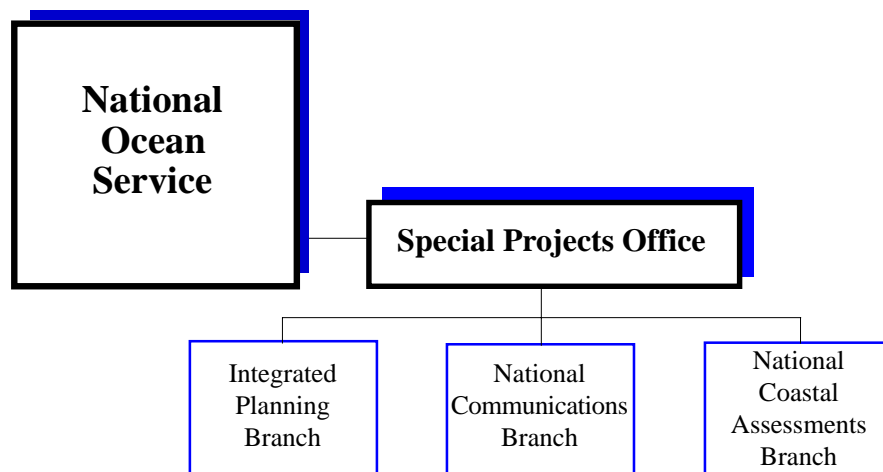 National
Ocean
Service
Special Projects Office
Integrated
Planning
Branch
National
Communications
Branch
National
Coastal
Assessments
Branch